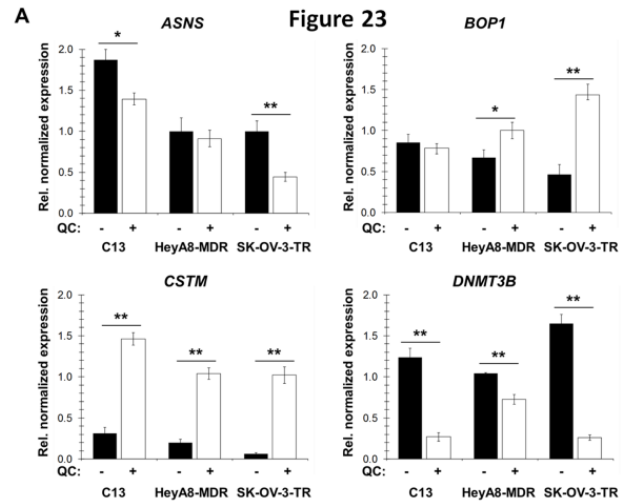 A
Figure 23
ASNS
Rel. normalized expression
2.0
1.5
1.0
0.5
0.0
*
**
QC: - + - + - +
C13 HeyA8-MDR SK-OV-3-TR
BOP1
Rel. normalized expression
2.0
1.5
1.0
0.5
0.0
*
**
QC: - + - + - +
C13 HeyA8-MDR SK-OV-3-TR
CSTM
Rel. normalized expression
2.0
1.5
1.0
0.5
0.0
**
**
**
QC: - + - + - +
C13 HeyA8-MDR SK-OV-3-TR
DNMT3B
Rel. normalized expression
2.0
1.5
1.0
0.5
0.0
**
**
**
QC: - + - + - +
C13 HeyA8-MDR SK-OV-3-TR